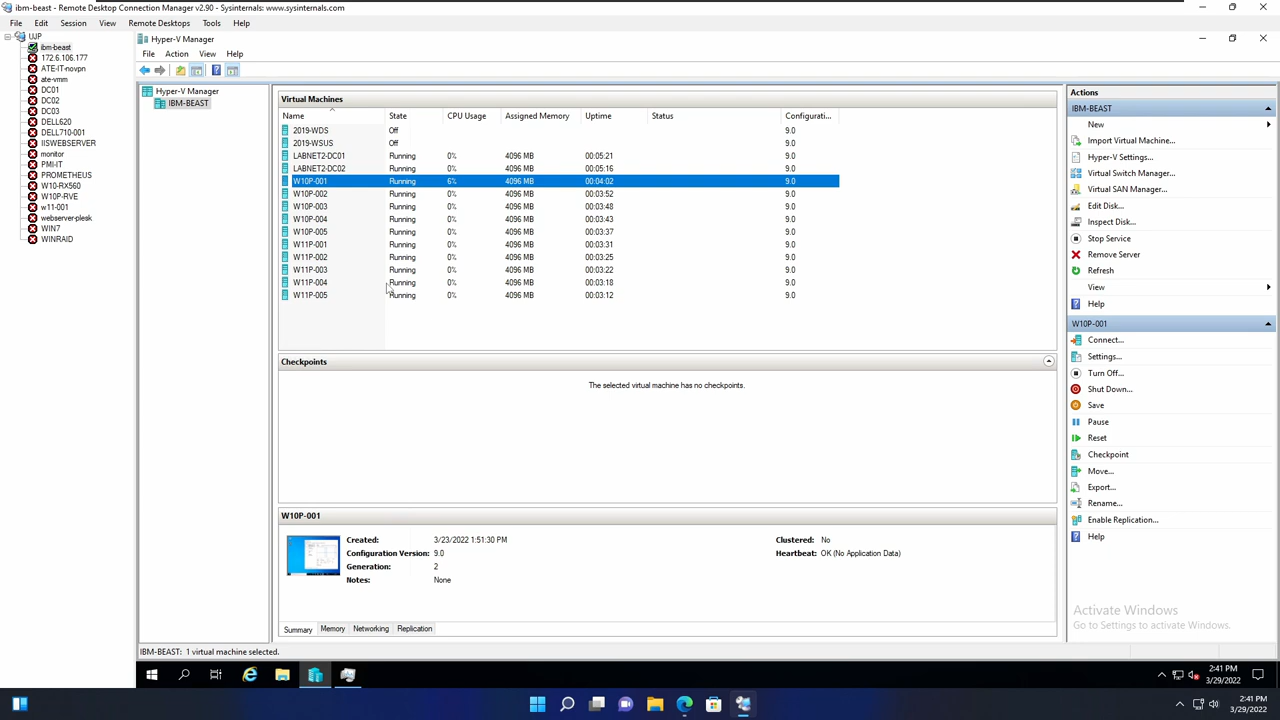 ibm-beast - Remote Desktop Connection Manager v2.90 - Sysinternals: www.sysinternals.com
File Edit Session View Remote Desktops Tools Help
UJP
ibm-beast
172.6.106.177
ATE-IT-novpn
ate-vmm
DC01
DC02
DC03
DELL620
DELL710-001
IISWEBSERVER
monitor
PMI-IT
PROMETHEUS
W10-RX560
W10P-RVE
w11-001
webserver-plesk
WIN7
WINRAID
Hyper-V Manager
File Action View Help
Hyper-V Manager
IBM-BEAST
Virtual Machines
Name State CPU Usage Assigned Memory Uptime Status Configurati...
2019-WDS Off 9.0
2019-WSUS Off 9.0
LABNET2-DC01 Running 0% 4096 MB 00:05:21 9.0
LABNET2-DC02 Running 0% 4096 MB 00:05:16 9.0
W10P-001 Running 6% 4096 MB 00:04:02 9.0
W10P-002 Running 0% 4096 MB 00:03:52 9.0
W10P-003 Running 0% 4096 MB 00:03:48 9.0
W10P-004 Running 0% 4096 MB 00:03:43 9.0
W10P-005 Running 0% 4096 MB 00:03:37 9.0
W11P-001 Running 0% 4096 MB 00:03:31 9.0
W11P-002 Running 0% 4096 MB 00:03:25 9.0
W11P-003 Running 0% 4096 MB 00:03:22 9.0
W11P-004 Running 0% 4096 MB 00:03:18 9.0
W11P-005 Running 0% 4096 MB 00:03:12 9.0
Checkpoints
The selected virtual machine has no checkpoints.
W10P-001
Created: 3/23/2022 1:51:30 PM Clustered: No
Configuration Version: 9.0 Heartbeat: OK (No Application Data)
Generation: 2
Notes: None
Summary Memory Networking Replication
Actions
IBM-BEAST
New
Import Virtual Machine...
Hyper-V Settings...
Virtual Switch Manager...
Virtual SAN Manager...
Edit Disk...
Inspect Disk...
Stop Service
Remove Server
Refresh
View
Help
W10P-001
Connect...
Settings...
Turn Off...
Shut Down...
Save
Pause
Reset
Checkpoint
Move...
Export...
Rename...
Enable Replication...
Help
Activate Windows
Go to Settings to activate Windows.
IBM-BEAST: 1 virtual machine selected.
2:41 PM
3/29/2022
2:41 PM
3/29/2022